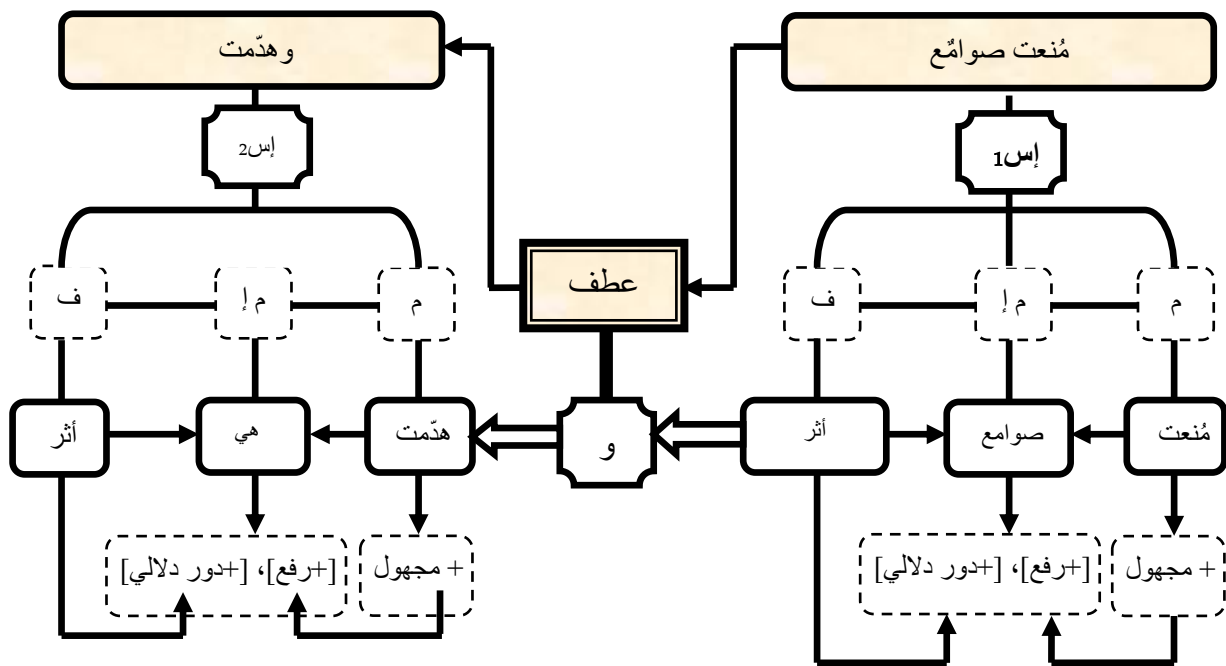 مُنعت صوامٌع
وهدّمت
إس1
إس2
عطف
م
م إ
ف
م
م إ
ف
مُنعت
صوامع
أثر
و
هدّمت
هي
أثر
+ مجهول
[+رفع]، [+دور دلالي]
+ مجهول
[+رفع]، [+دور دلالي]